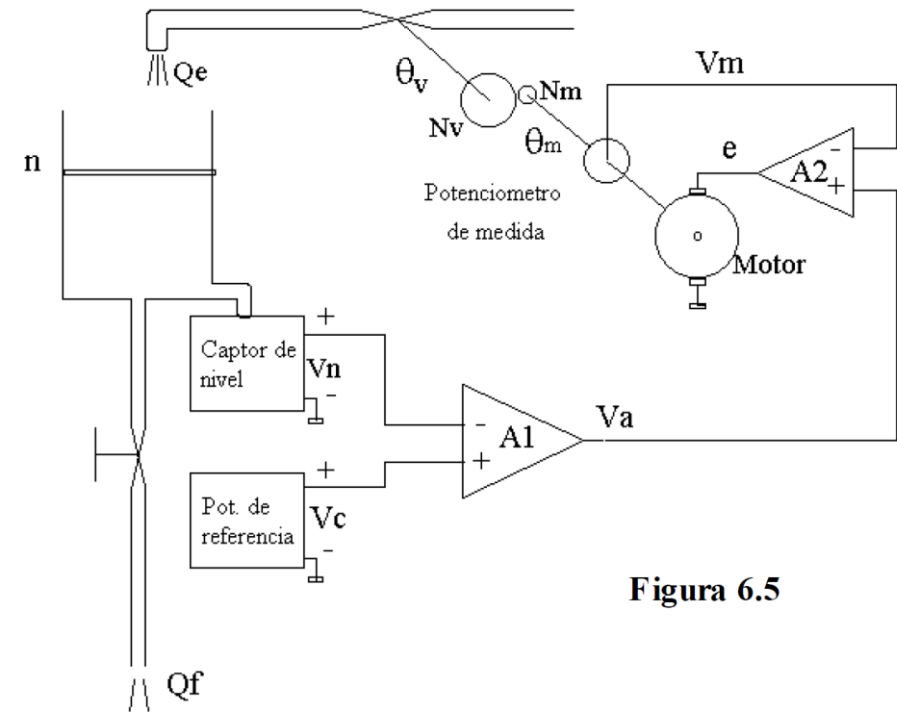 Qe
θv
Nv
Nm
θm
Vm
e
A2
-
+
n
Potenciometro
de medida
Motor
Captor de
nivel
+
Vn
-
A1
-
+
Va
Pot. de
referencia
+
Vc
-
Figura 6.5
Qf